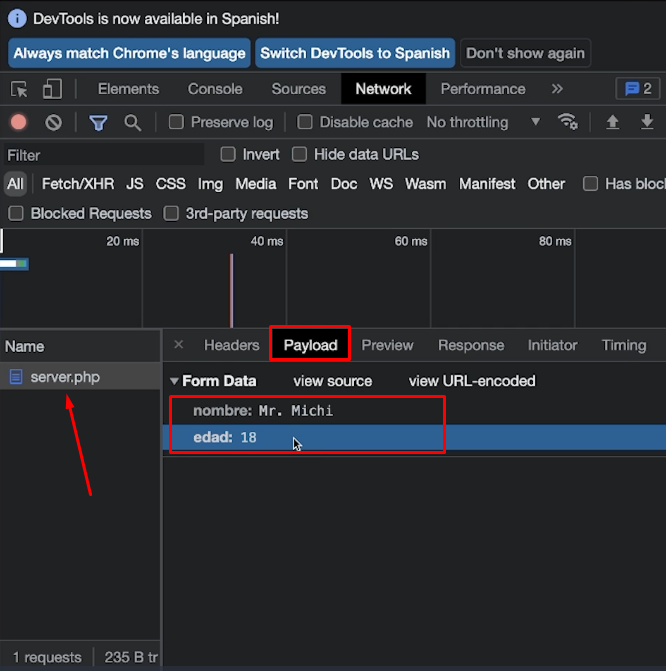 DevTools is now available in Spanish!
Always match Chrome's language Switch DevTools to Spanish Don't show again
Elements Console Sources Network Performance » 2
Preserve log Disable cache No throttling
Filter Invert Hide data URLs
All Fetch/XHR JS CSS Img Media Font Doc WS Wasm Manifest Other Has bloc
Blocked Requests 3rd-party requests
20 ms 40 ms 60 ms 80 ms
Name × Headers Payload Preview Response Initiator Timing
server.php
Form Data view source view URL-encoded
nombre: Mr. Michi
edad: 18
1 requests 235 B tr